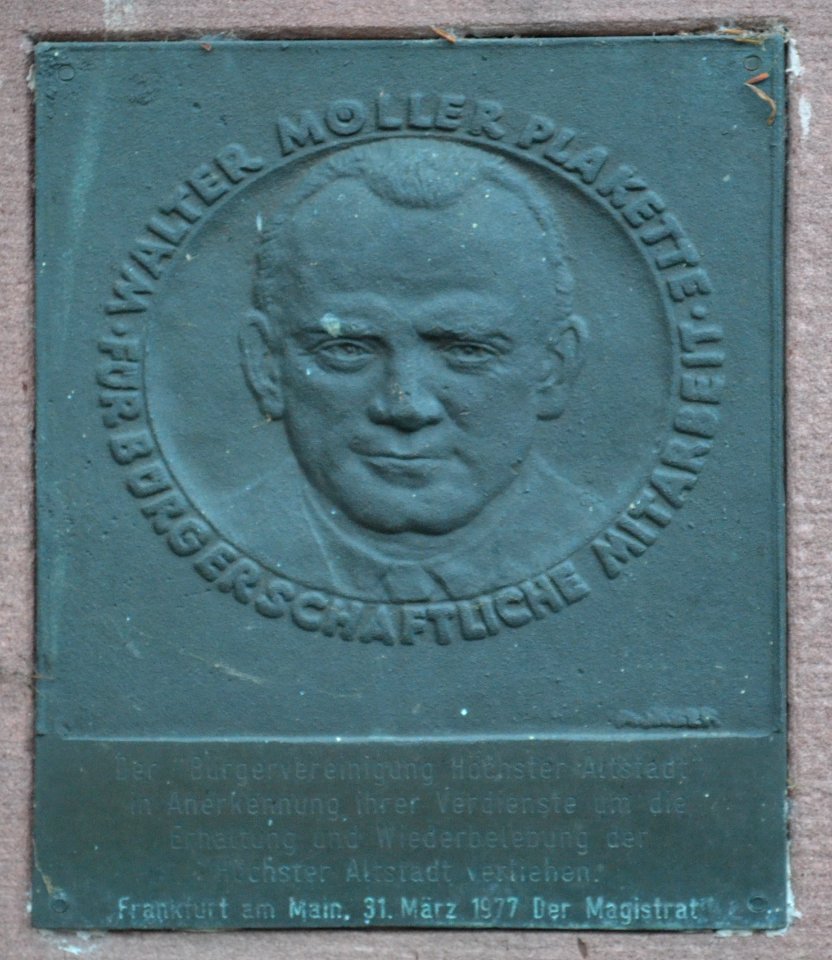 WALTER MÖLLER PLAKETTE
· FÜR BÜRGERSCHAFTLICHE MITARBEIT ·
Der "Bürgervereinigung Höchster Altstadt"
in Anerkennung ihrer Verdienste um die
Erhaltung und Wiederbelebung der
Höchster Altstadt verliehen.
Frankfurt am Main, 31. März 1977 Der Magistrat